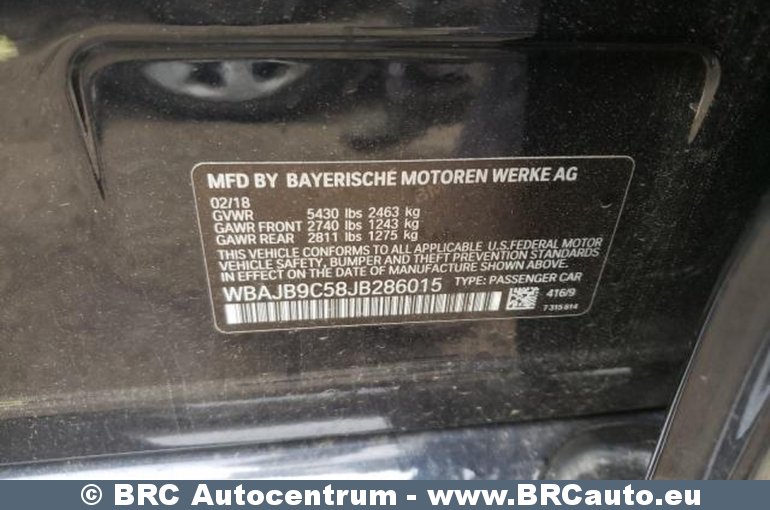 MFD BY BAYERISCHE MOTOREN WERKE AG
02/18
GVWR 5430 lbs 2463 kg
GAWR FRONT 2740 lbs 1243 kg
GAWR REAR 2811 lbs 1275 kg
THIS VEHICLE CONFORMS TO ALL APPLICABLE U.S.FEDERAL MOTOR
VEHICLE SAFETY, BUMPER AND THEFT PREVENTION STANDARDS
IN EFFECT ON THE DATE OF MANUFACTURE SHOWN ABOVE.
WBAJB9C58JB286015 TYPE: PASSENGER CAR
416/9
7 315 814
© BRC Autocentrum - www.BRCauto.eu